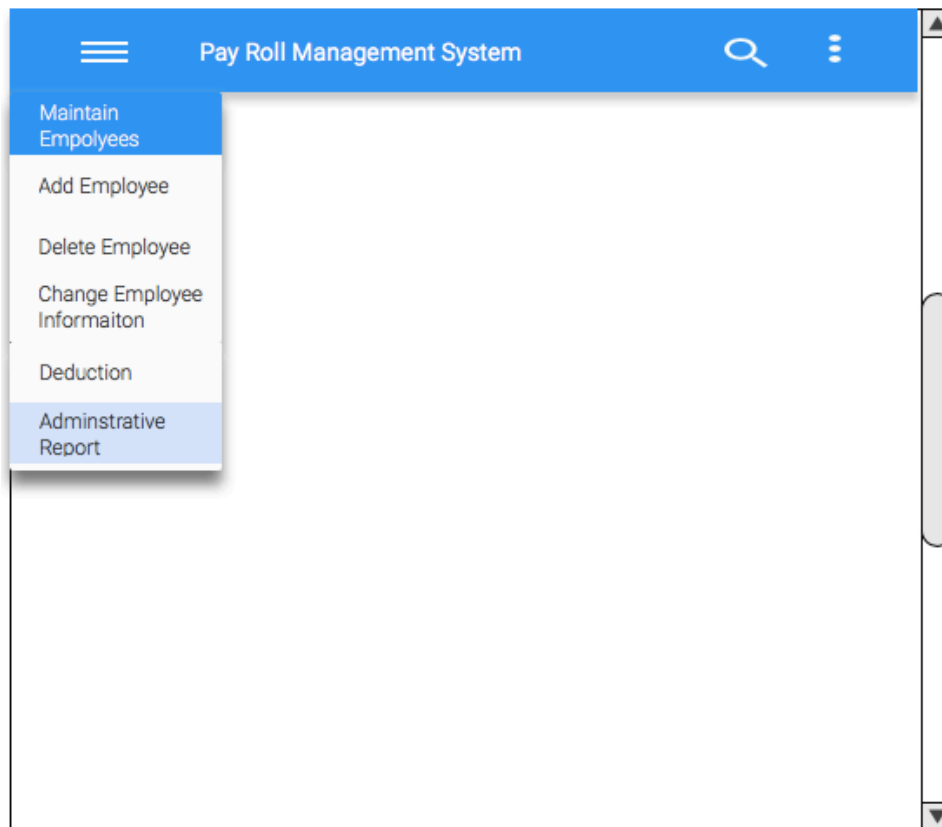 Pay Roll Management System
Maintain
Empolyees
Add Employee
Delete Employee
Change Employee
Informaiton
Deduction
Adminstrative
Report